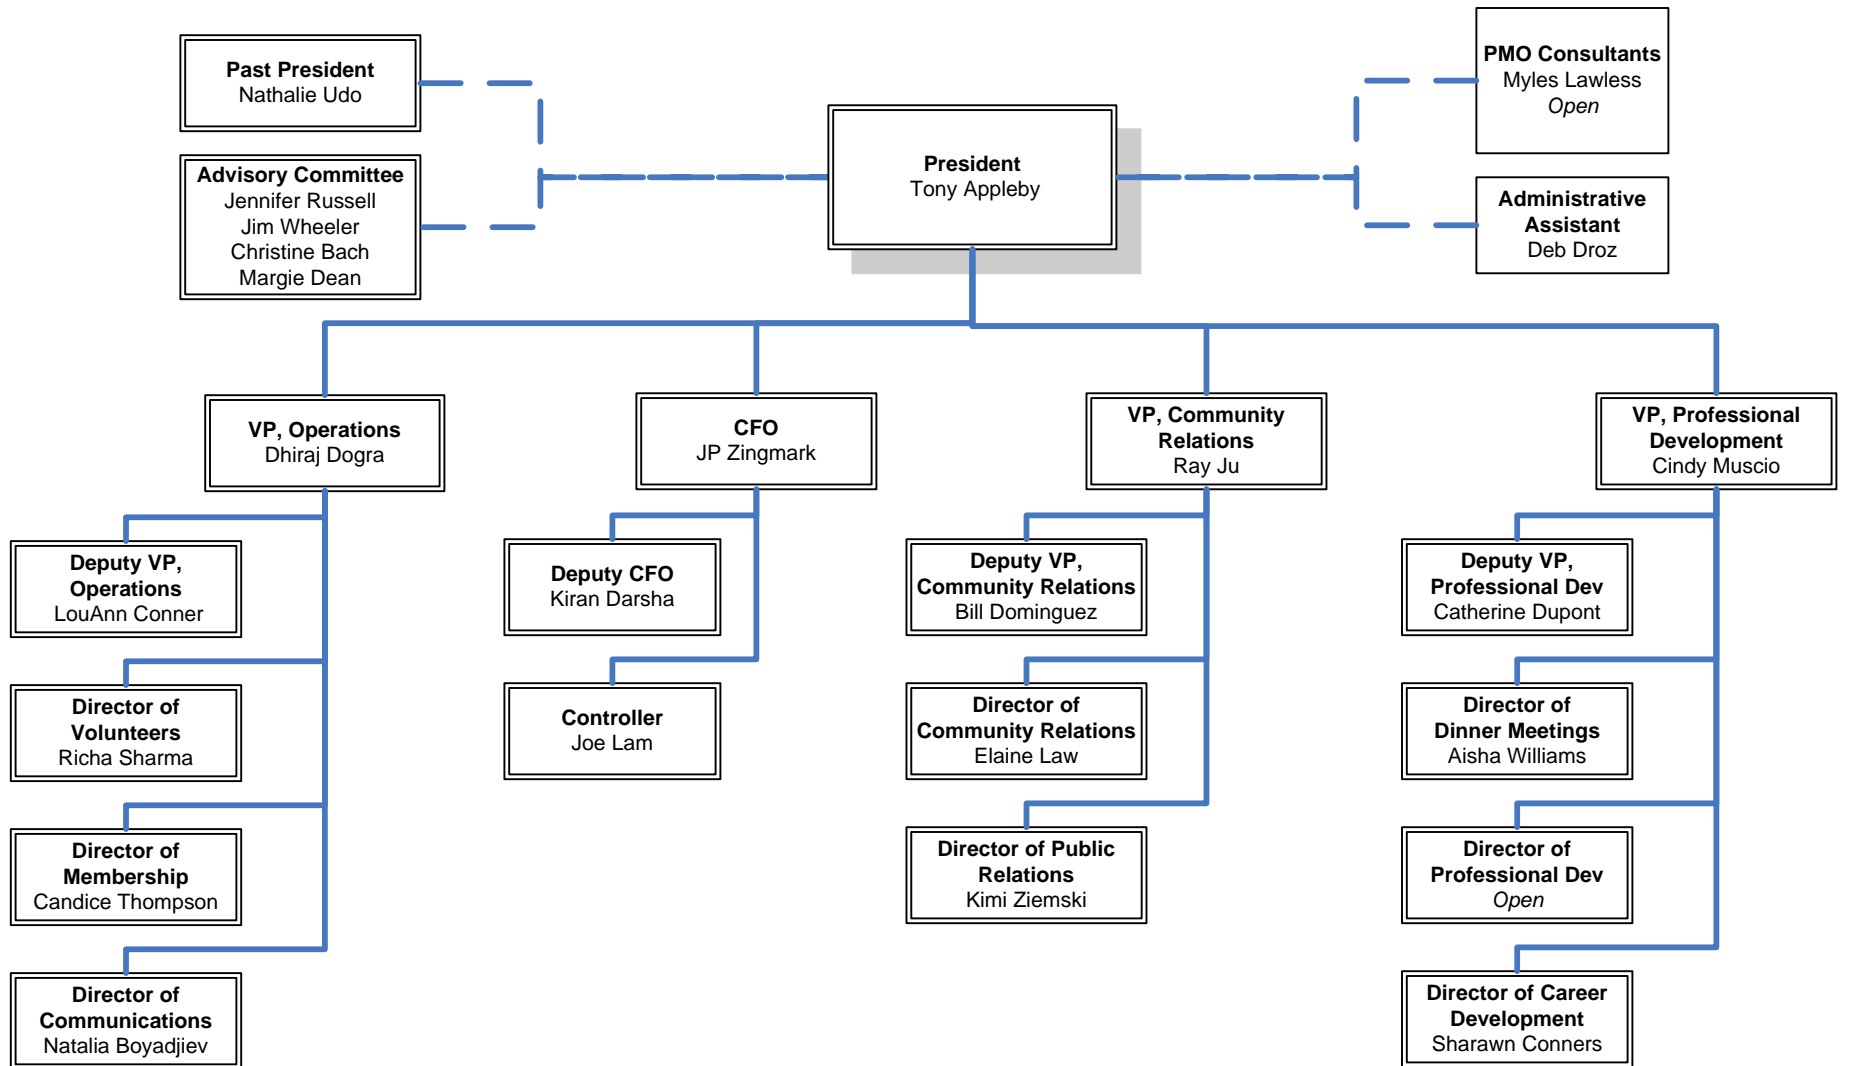 Past President
Nathalie Udo
Advisory Committee
Jennifer Russell
Jim Wheeler
Christine Bach
Margie Dean
President
Tony Appleby
PMO Consultants
Myles Lawless
Open
Administrative
Assistant
Deb Droz
VP, Operations
Dhiraj Dogra
CFO
JP Zingmark
VP, Community
Relations
Ray Ju
VP, Professional
Development
Cindy Muscio
Deputy VP,
Operations
LouAnn Conner
Deputy CFO
Kiran Darsha
Deputy VP,
Community Relations
Bill Dominguez
Deputy VP,
Professional Dev
Catherine Dupont
Director of
Volunteers
Richa Sharma
Controller
Joe Lam
Director of
Community Relations
Elaine Law
Director of
Dinner Meetings
Aisha Williams
Director of
Membership
Candice Thompson
Director of Public
Relations
Kimi Ziemski
Director of
Professional Dev
Open
Director of
Communications
Natalia Boyadjiev
Director of Career
Development
Sharawn Conners